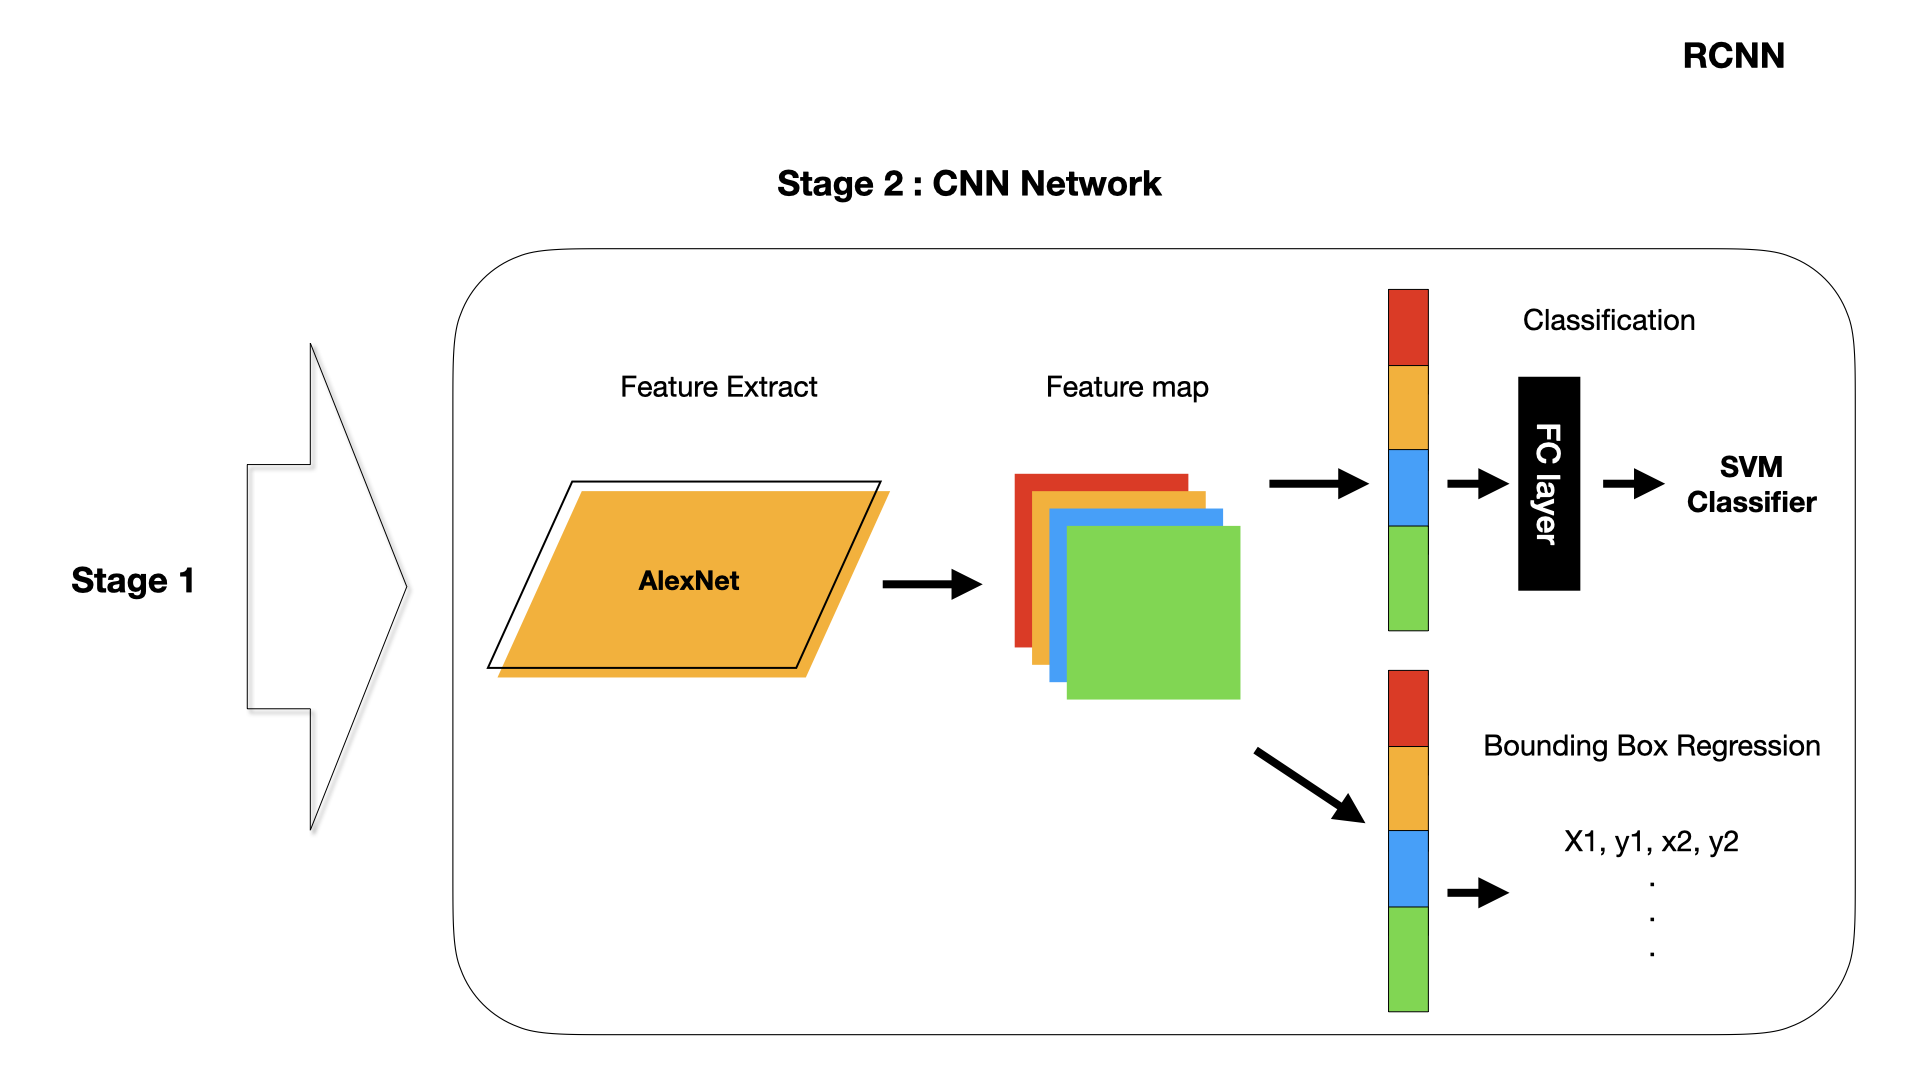 RCNN
Stage 2 : CNN Network
Stage 1
Feature Extract
AlexNet
Feature map
Classification
FC layer
SVM
Classifier
Bounding Box Regression
X1, y1, x2, y2
.
.
.